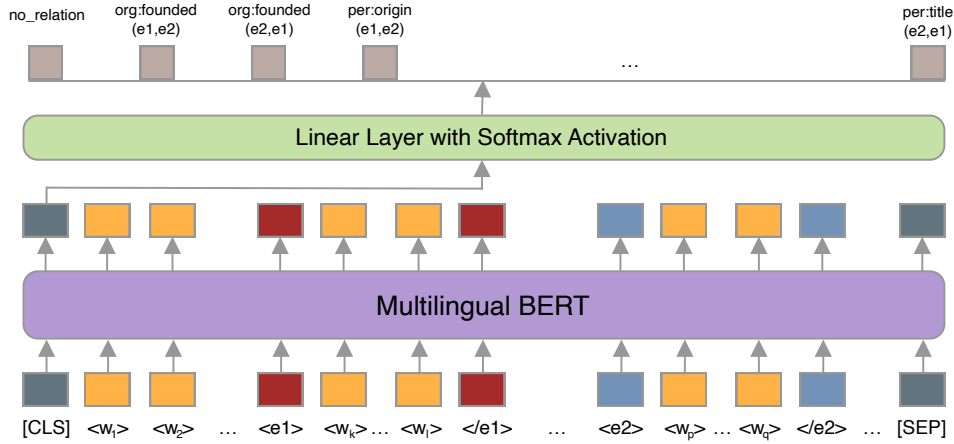 no_relation org:founded org:founded per:origin per:title
(e1,e2) (e2,e1) (e1,e2) (e2,e1)
...
Linear Layer with Softmax Activation
Multilingual BERT
[CLS] <w₁> <w₂> ... <e1> <wₖ> ... <wₗ> </e1> ... <e2> <wₚ> ... <w_q> </e2> ... [SEP]